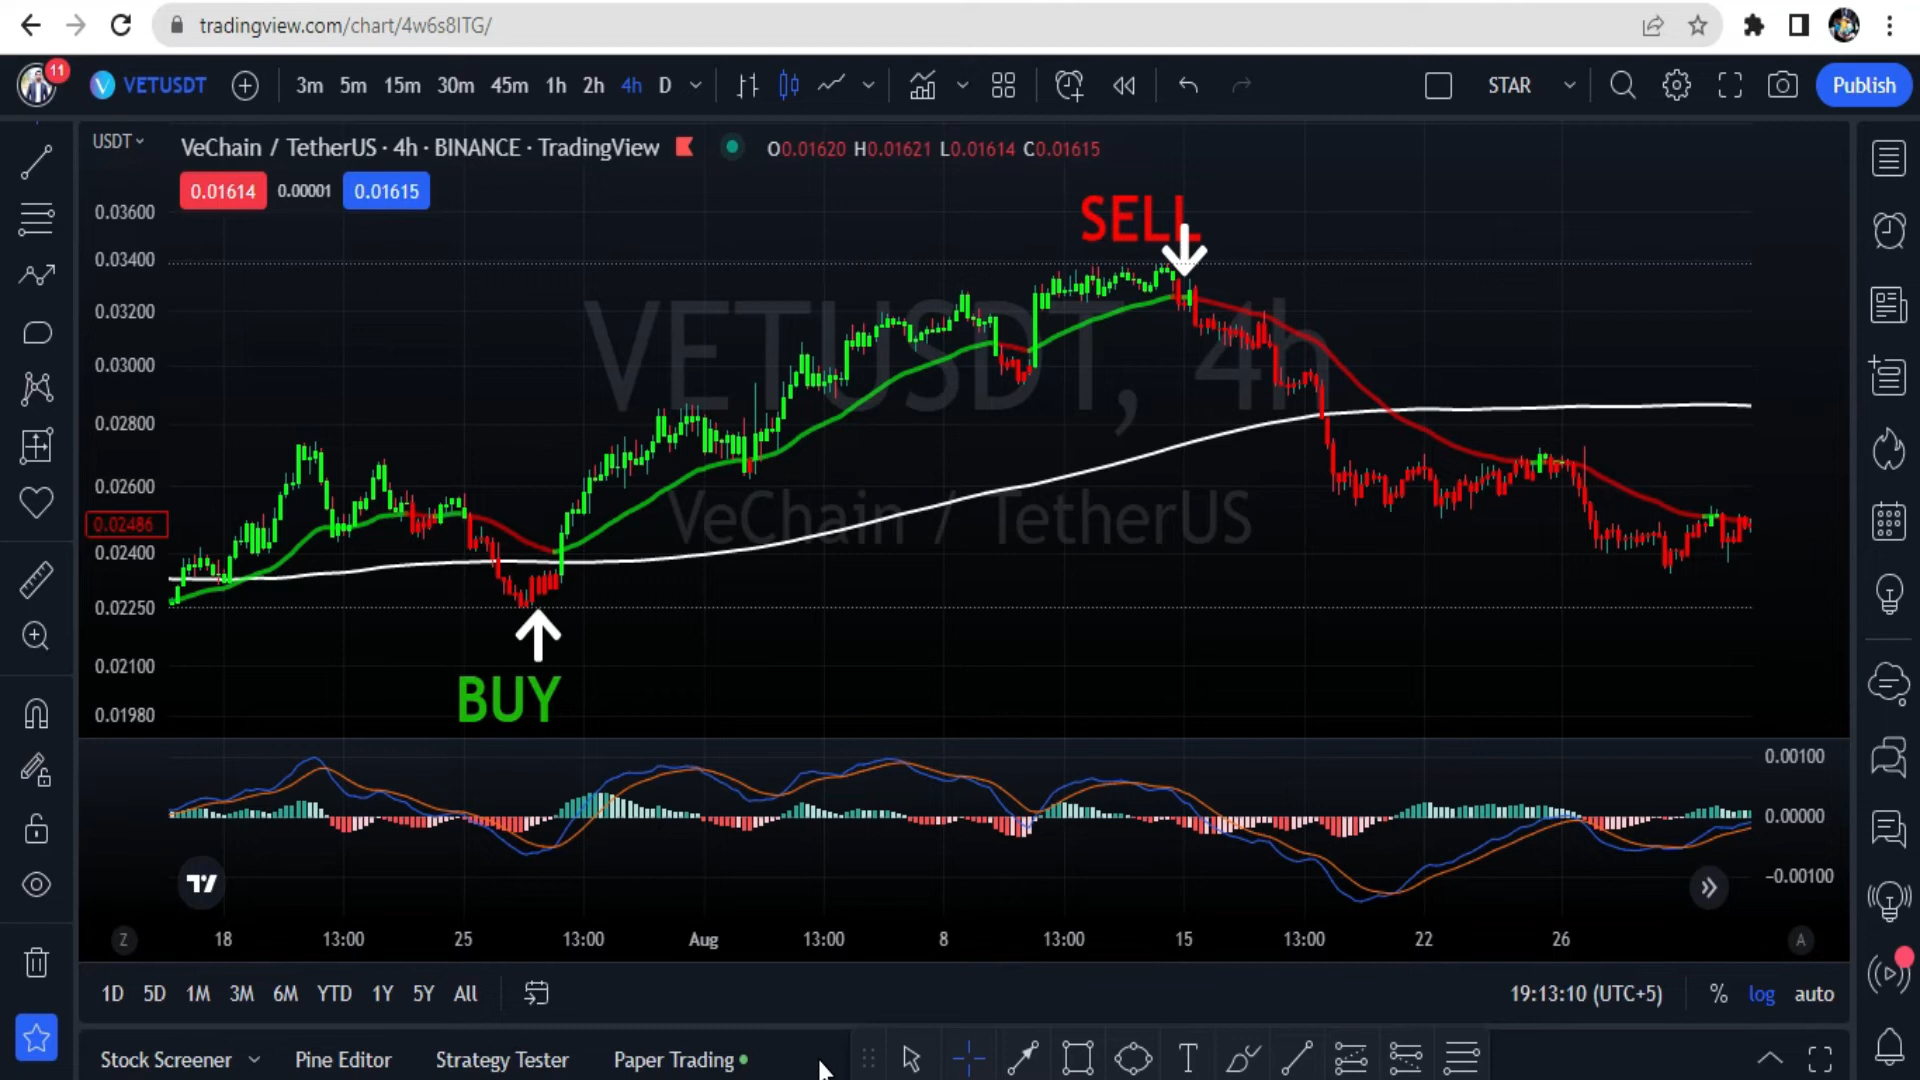 tradingview.com/chart/4w6s8ITG/
11
VETUSDT 3m 5m 15m 30m 45m 1h 2h 4h D STAR Publish
USDT VeChain / TetherUS · 4h · BINANCE · TradingView O0.01620 H0.01621 L0.01614 C0.01615
0.01614 0.00001 0.01615
SELL
0.03600
0.03400
0.03200
0.03000
0.02800
0.02600
0.02486
0.02400
0.02250
0.02100
0.01980
VETUSDT, 4h
VeChain / TetherUS
BUY
0.00100
0.00000
−0.00100
Z 18 13:00 25 13:00 Aug 13:00 8 13:00 15 13:00 22 26 A
1D 5D 1M 3M 6M YTD 1Y 5Y All 19:13:10 (UTC+5) % log auto
Stock Screener Pine Editor Strategy Tester Paper Trading T